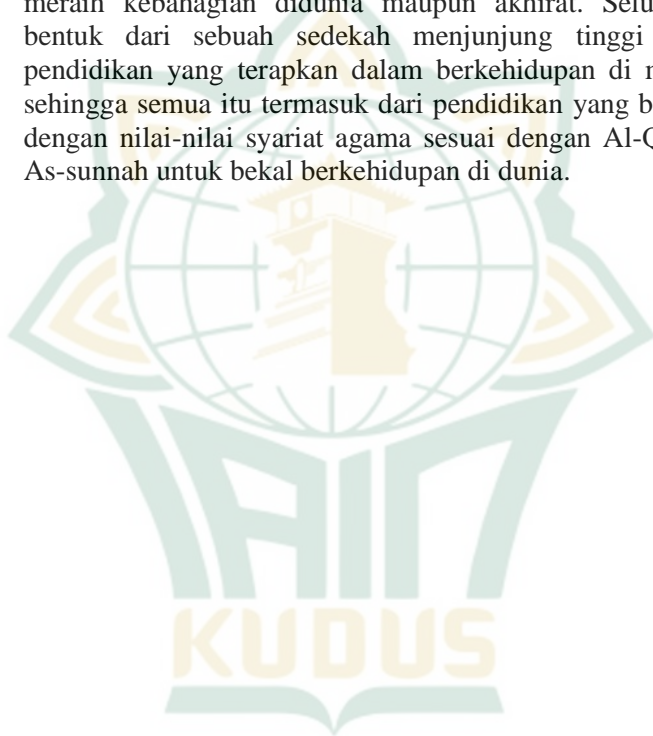 meraih kebahagian didunia maupun akhirat.
bentuk dari sebuah sedekah menjunjung tinggi
pendidikan yang terapkan dalam berkehidupan di
sehingga semua itu termasuk dari pendidikan yang
dengan nilai-nilai syariat agama sesuai dengan
As-sunnah untuk bekal berkehidupan di dunia.
IAIN
KUDUS